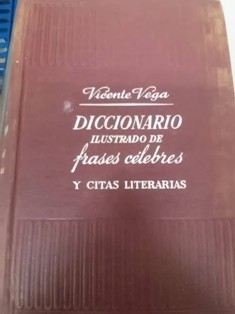 Vicente Vega
DICCIONARIO
ILUSTRADO DE
frases célebres
Y CITAS LITERARIAS